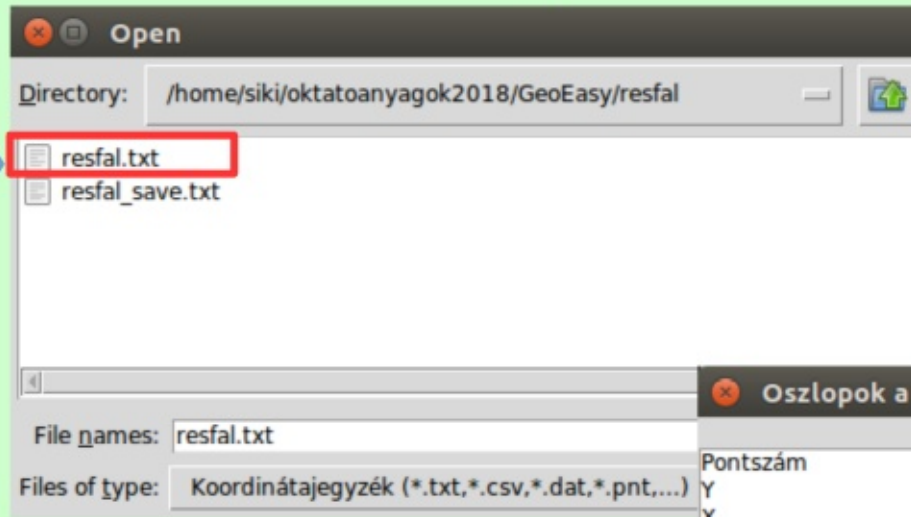 Open
Directory: /home/siki/oktatoanyagok2018/GeoEasy/resfal
resfal.txt
resfal_save.txt
Oszlopok a
File names: resfal.txt
Pontszám
Files of type: Koordinátajegyzék (*.txt,*.csv,*.dat,*.pnt,...)
Y
X